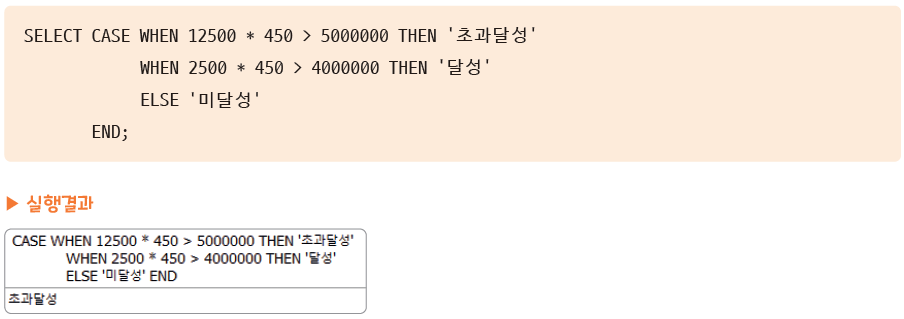 SELECT CASE WHEN 12500 * 450 > 5000000 THEN '초과달성'
WHEN 2500 * 450 > 4000000 THEN '달성'
ELSE '미달성'
END;
▶ 실행결과
CASE WHEN 12500 * 450 > 5000000 THEN '초과달성'
WHEN 2500 * 450 > 4000000 THEN '달성'
ELSE '미달성' END
초과달성